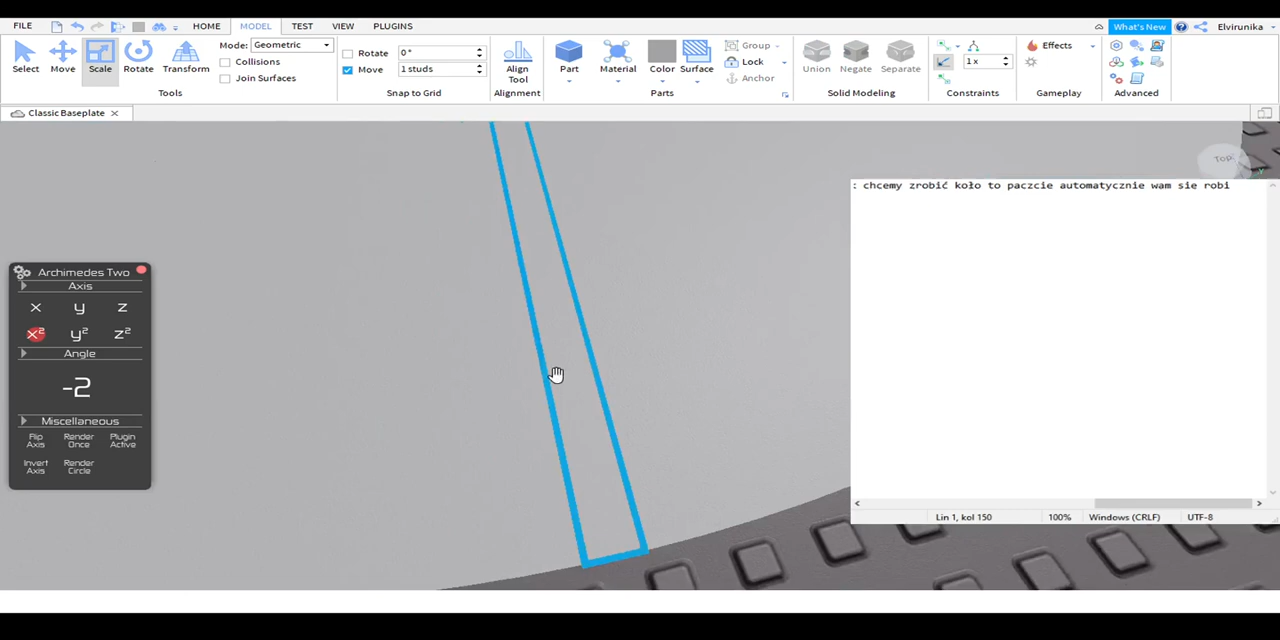 FILE HOME MODEL TEST VIEW PLUGINS What's New Elvirunika
Select Move Scale Rotate Transform
Mode: Geometric
Collisions
Join Surfaces
Tools
Rotate 0°
Move 1 studs
Snap to Grid
Align Tool
Alignment
Part Material Color Surface
Group
Lock
Anchor
Parts
Union Negate Separate
Solid Modeling
1 x
Constraints
Effects
Gameplay
Advanced
Classic Baseplate
TOP
: chcemy zrobić koło to paczcie automatycznie wam sie robi
Lin 1, kol 150 100% Windows (CRLF) UTF-8
Archimedes Two
Axis
x y z
x² y² z²
Angle
-2
Miscellaneous
Flip Axis Render Once Plugin Active
Invert Axis Render Circle